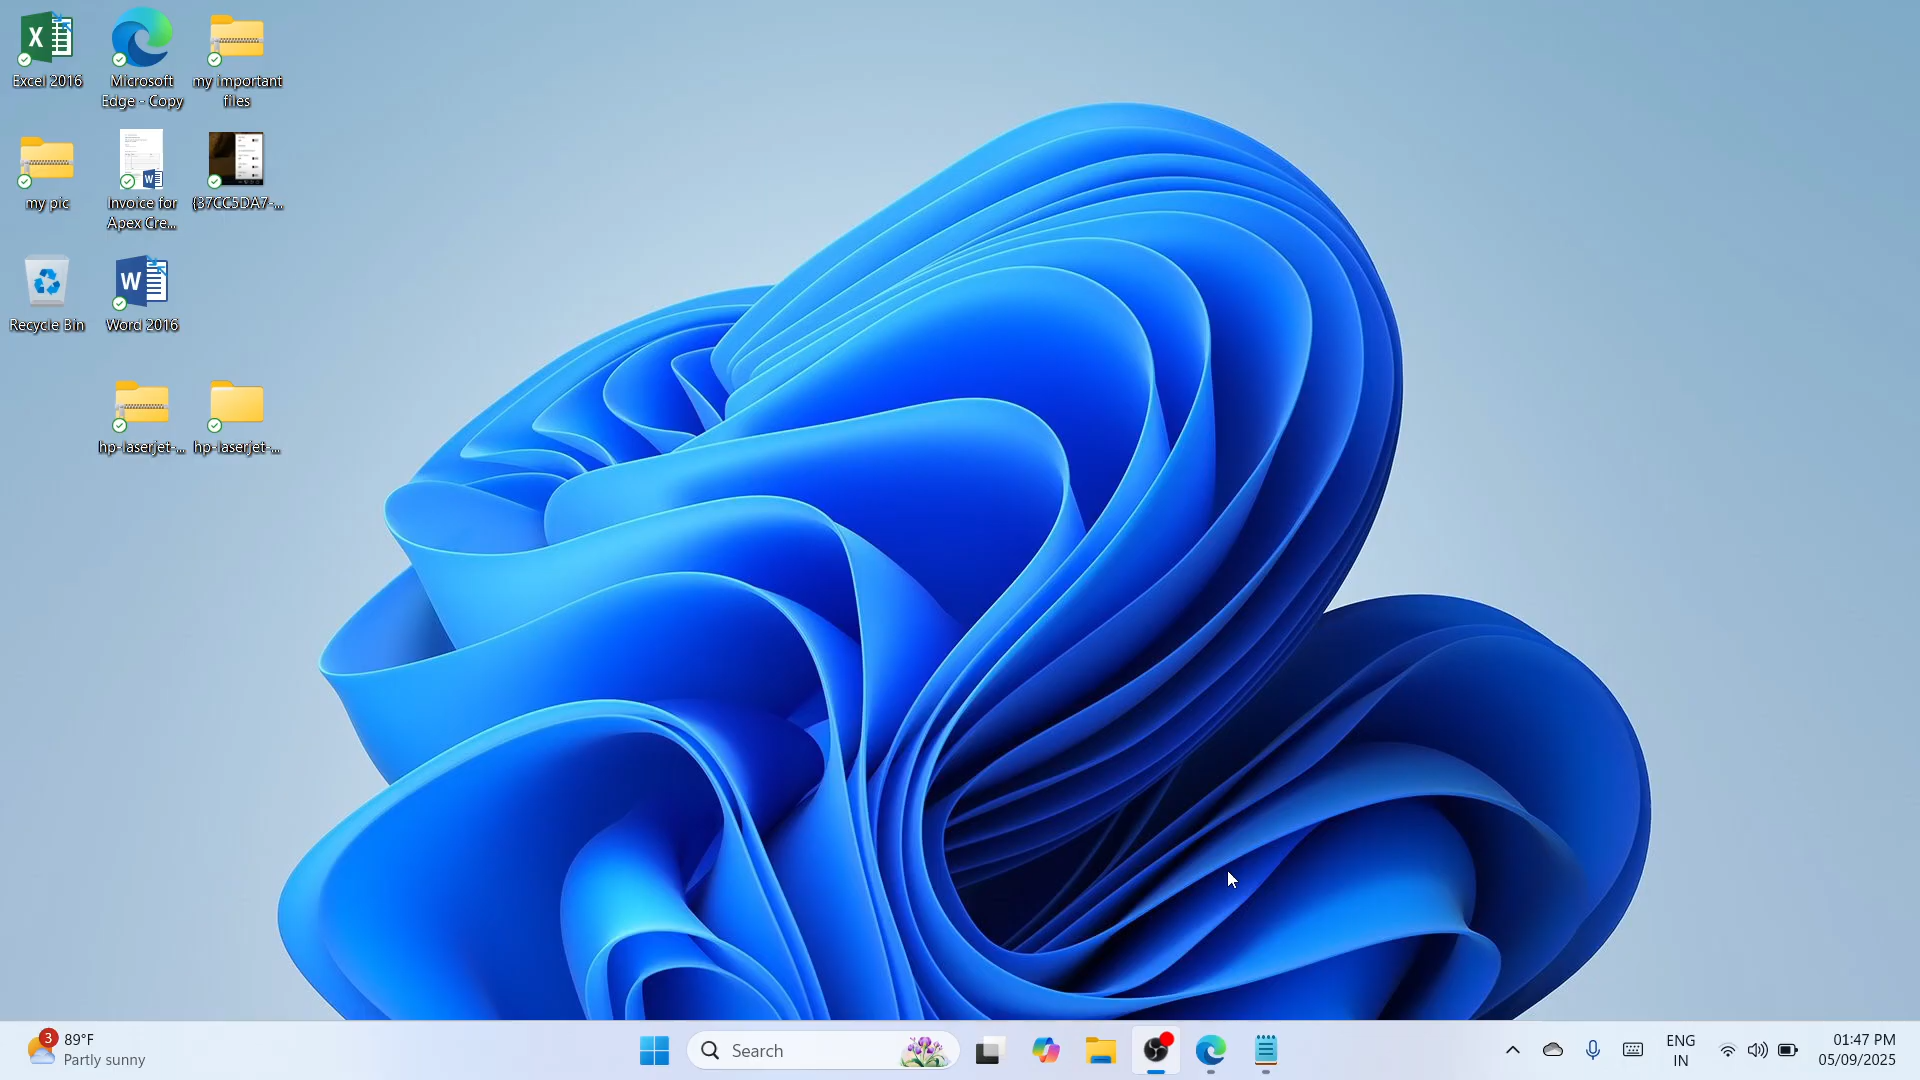 Excel 2016
Microsoft
Edge - Copy
my important
files
my pic
Invoice for
Apex Cre...
{37CC5DA7-...
Recycle Bin
Word 2016
hp-laserjet-...
hp-laserjet-...
3
89°F
Partly sunny
Search
ENG
IN
01:47 PM
05/09/2025